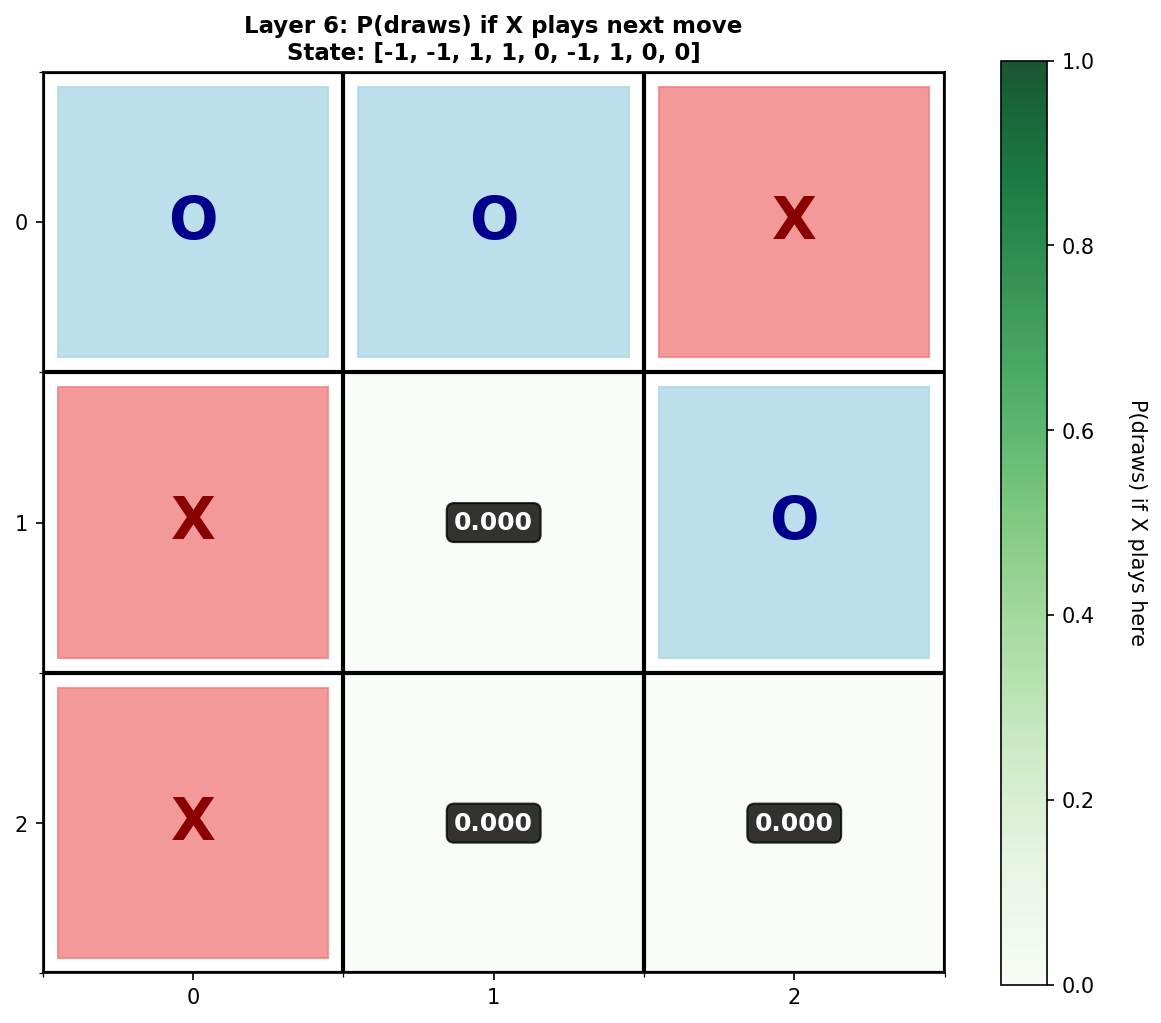 Layer 6: P(draws) if X plays next move
State: [-1, -1, 1, 1, 0, -1, 1, 0, 0]
O O X
0
X 0.000 O
1
X 0.000 0.000
2
0 1 2
1.0
0.8
0.6
0.4
0.2
0.0
P(draws) if X plays here